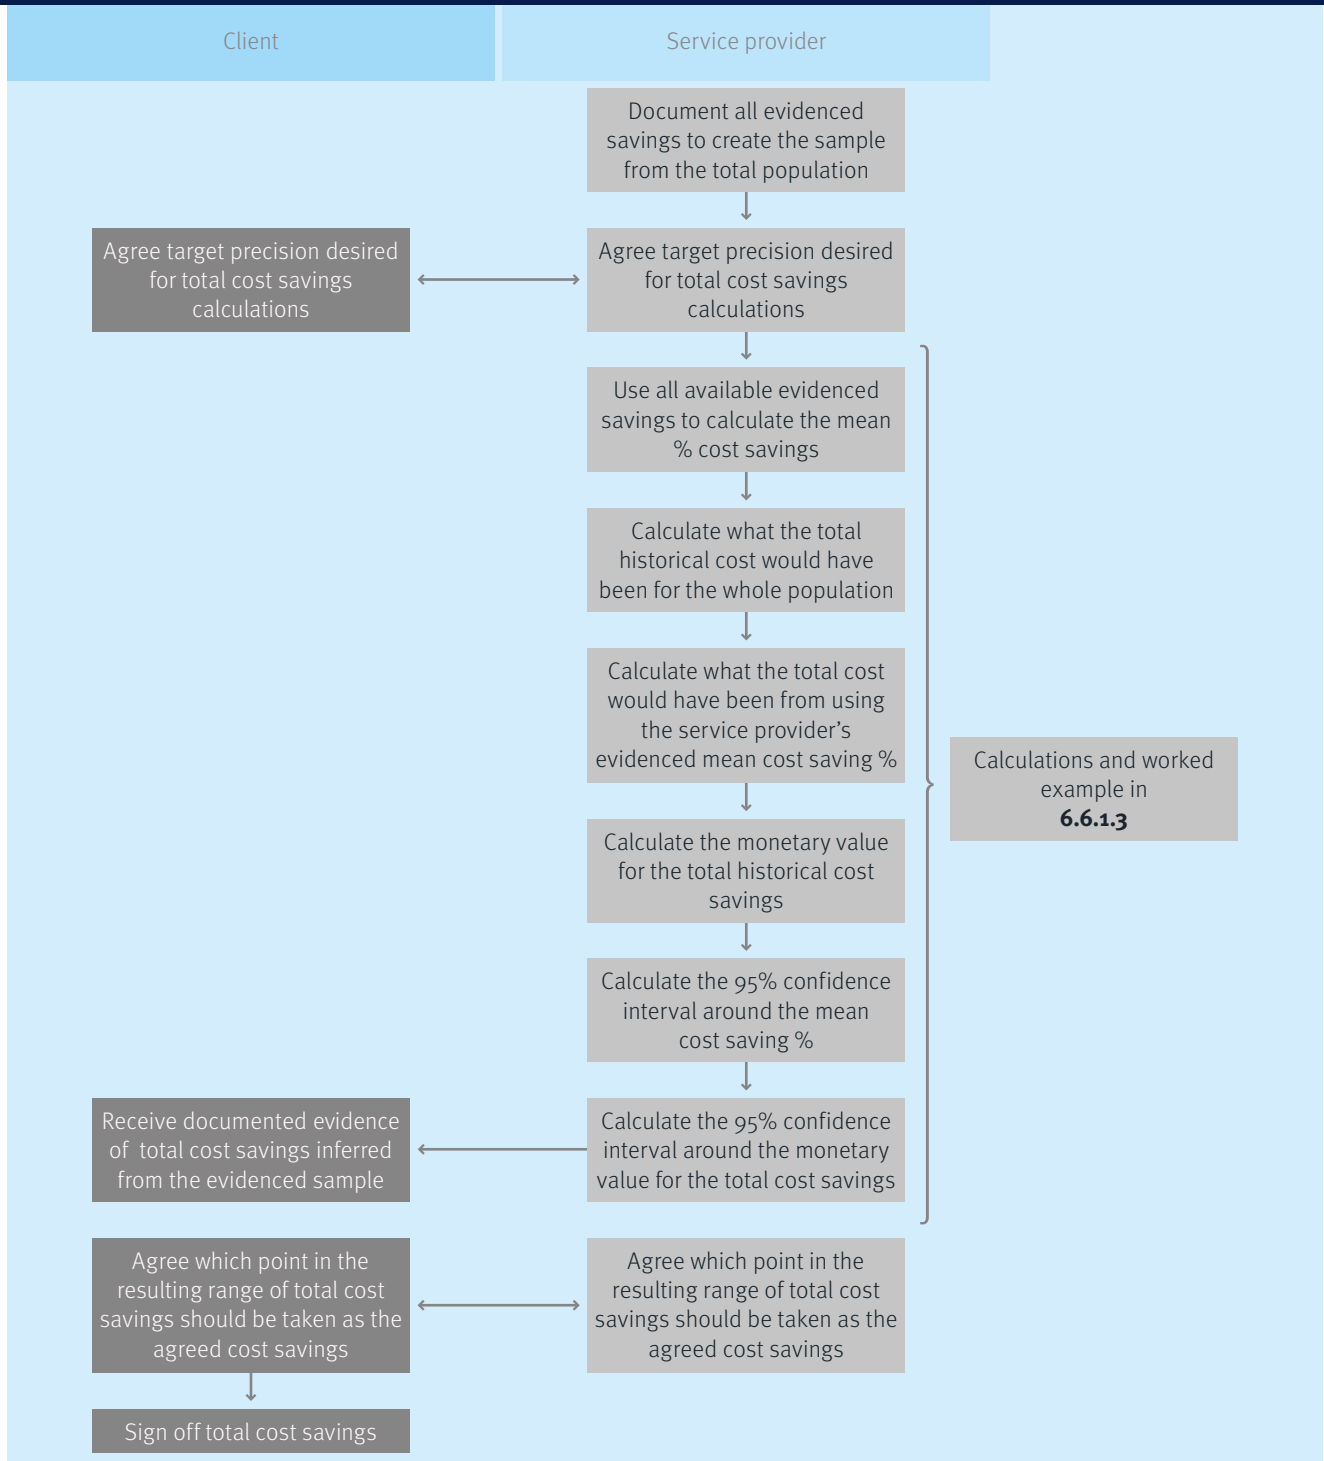 Client
Service provider
Document all evidenced
savings to create the sample
from the total population
Agree target precision desired
for total cost savings
calculations
Agree target precision desired
for total cost savings
calculations
Use all available evidenced
savings to calculate the mean
% cost savings
Calculate what the total
historical cost would have
been for the whole population
Calculate what the total cost
would have been from using
the service provider’s
evidenced mean cost saving %
Calculations and worked
example in
6.6.1.3
Calculate the monetary value
for the total historical cost
savings
Calculate the 95% confidence
interval around the mean
cost saving %
Receive documented evidence
of total cost savings inferred
from the evidenced sample
Calculate the 95% confidence
interval around the monetary
value for the total cost savings
Agree which point in the
resulting range of total cost
savings should be taken as the
agreed cost savings
Agree which point in the
resulting range of total cost
savings should be taken as the
agreed cost savings
Sign off total cost savings